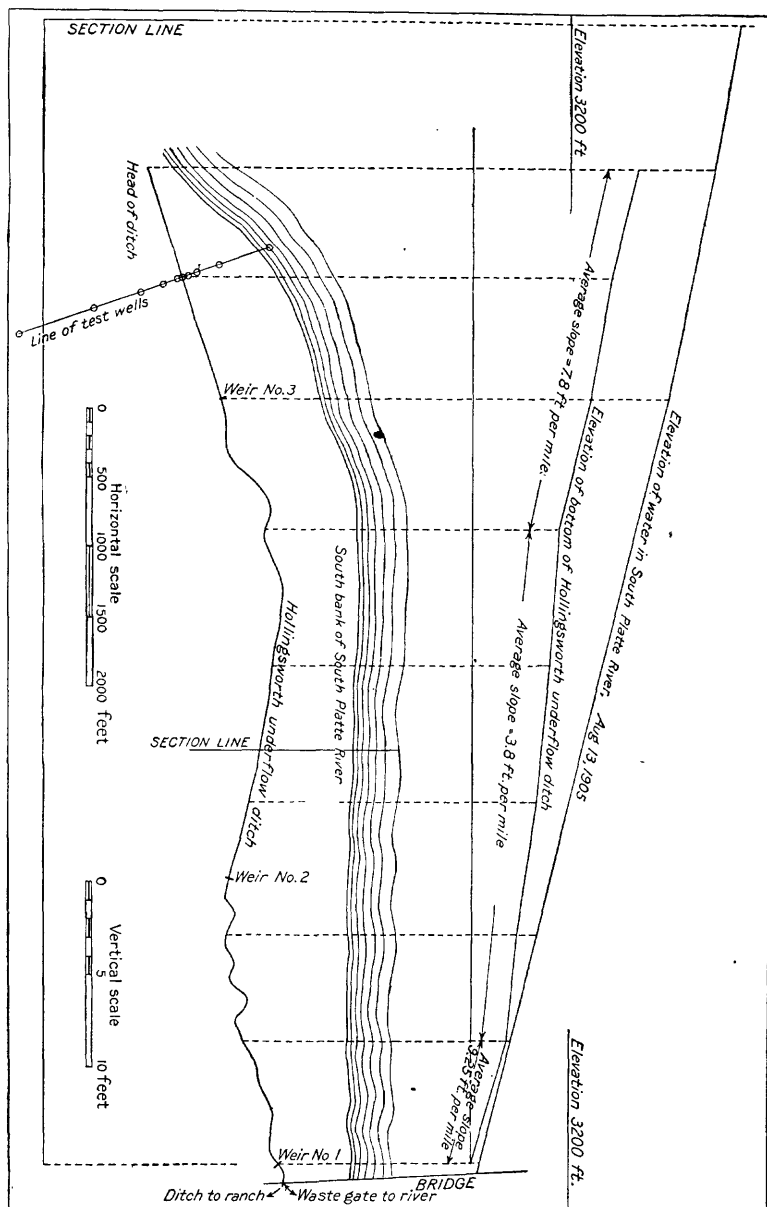 SECTION LINE
Elevation 3200 ft
Head of ditch
Line of test wells
Average slope = 7.8 ft per mile.
Weir No. 3
Elevation of bottom of Hollingsworth underflow ditch
Elevation of water in South Platte River, Aug 13, 1905
0
500
1000
1500
2000 feet
Horizontal scale
Hollingsworth underflow ditch
South bank of South Platte River
Average slope = 3.8 ft. per mile
SECTION LINE
Weir No. 2
0
5
10 feet
Vertical scale
Average slope
9.25 ft. per mile
Elevation 3200 ft.
Weir No 1
BRIDGE
Ditch to ranch
Waste gate to river